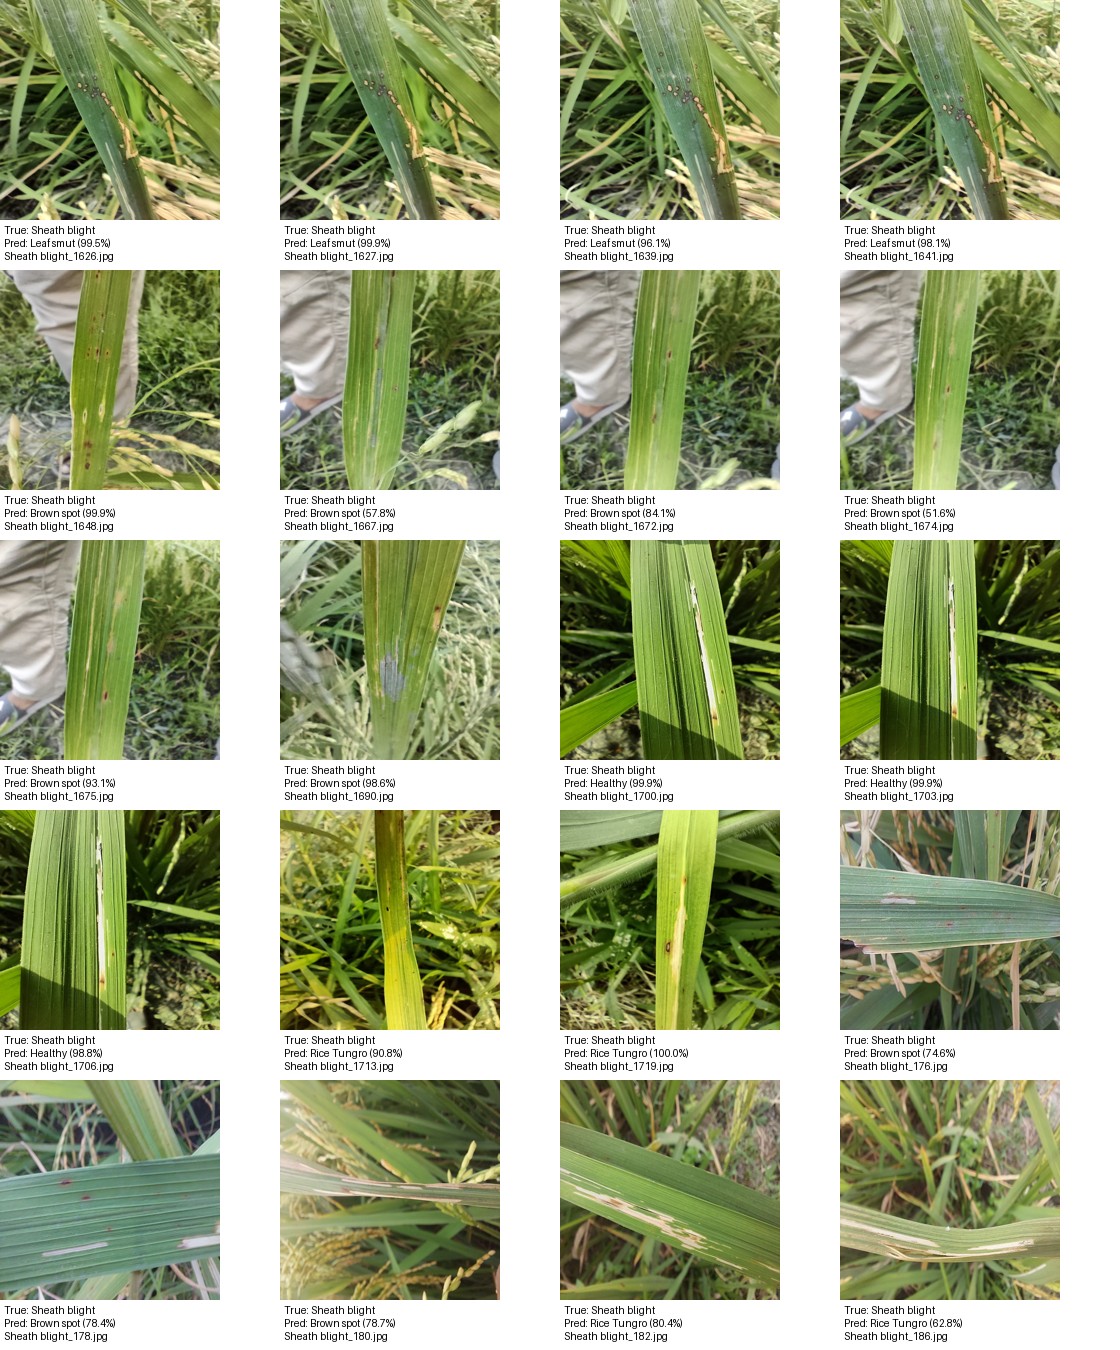 True: Sheath blight
Pred: Leaf smut (99.5%)
Sheath blight_1626.jpg
True: Sheath blight
Pred: Leaf smut (99.9%)
Sheath blight_1627.jpg
True: Sheath blight
Pred: Leaf smut (96.1%)
Sheath blight_1639.jpg
True: Sheath blight
Pred: Leaf smut (98.1%)
Sheath blight_1641.jpg
True: Sheath blight
Pred: Brown spot (99.9%)
Sheath blight_1648.jpg
True: Sheath blight
Pred: Brown spot (57.8%)
Sheath blight_1667.jpg
True: Sheath blight
Pred: Brown spot (84.1%)
Sheath blight_1672.jpg
True: Sheath blight
Pred: Brown spot (51.6%)
Sheath blight_1674.jpg
True: Sheath blight
Pred: Brown spot (93.1%)
Sheath blight_1675.jpg
True: Sheath blight
Pred: Brown spot (98.6%)
Sheath blight_1690.jpg
True: Sheath blight
Pred: Healthy (99.9%)
Sheath blight_1700.jpg
True: Sheath blight
Pred: Healthy (99.9%)
Sheath blight_1703.jpg
True: Sheath blight
Pred: Healthy (98.8%)
Sheath blight_1706.jpg
True: Sheath blight
Pred: Rice Tungro (90.8%)
Sheath blight_1713.jpg
True: Sheath blight
Pred: Rice Tungro (100.0%)
Sheath blight_1719.jpg
True: Sheath blight
Pred: Brown spot (74.6%)
Sheath blight_176.jpg
True: Sheath blight
Pred: Brown spot (78.4%)
Sheath blight_178.jpg
True: Sheath blight
Pred: Brown spot (78.7%)
Sheath blight_180.jpg
True: Sheath blight
Pred: Rice Tungro (80.4%)
Sheath blight_182.jpg
True: Sheath blight
Pred: Rice Tungro (62.8%)
Sheath blight_186.jpg